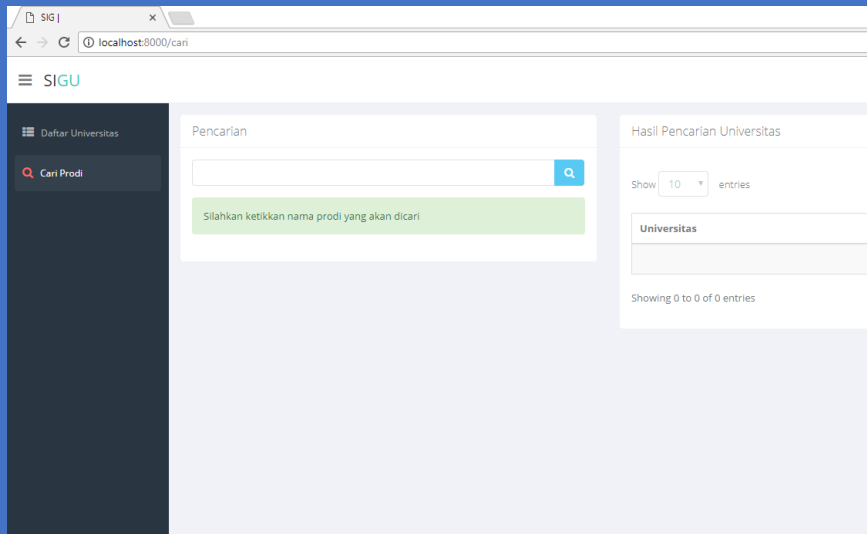 SIG |
localhost:8000/cari
SIGU
Daftar Universitas
Cari Prodi
Pencarian
Silahkan ketikkan nama prodi yang akan dicari
Hasil Pencarian Universitas
Show 10 entries
Universitas
Showing 0 to 0 of 0 entries